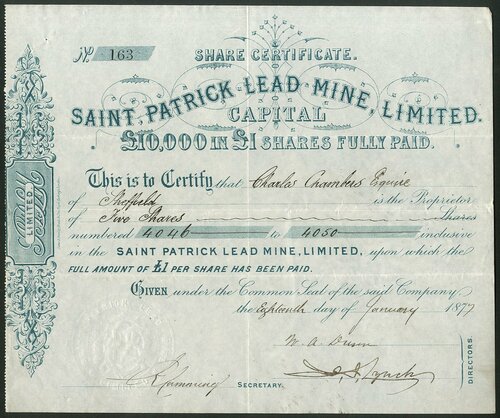 No. 163
SHARE CERTIFICATE.
SAINT PATRICK LEAD MINE, LIMITED.
CAPITAL
£10,000 IN £1 SHARES FULLY PAID.
This is to Certify that Charles Chambers Esquire
of Sheffield is the Proprietor
of Five Shares Shares
numbered 4046 to 4050 inclusive
in the SAINT PATRICK LEAD MINE, LIMITED, upon which the
FULL AMOUNT OF £1 PER SHARE HAS BEEN PAID.
GIVEN under the Common Seal of the said Company
the Eighteenth day of January 1877
W. A.
Lynch
SECRETARY.
DIRECTORS
LIMITED